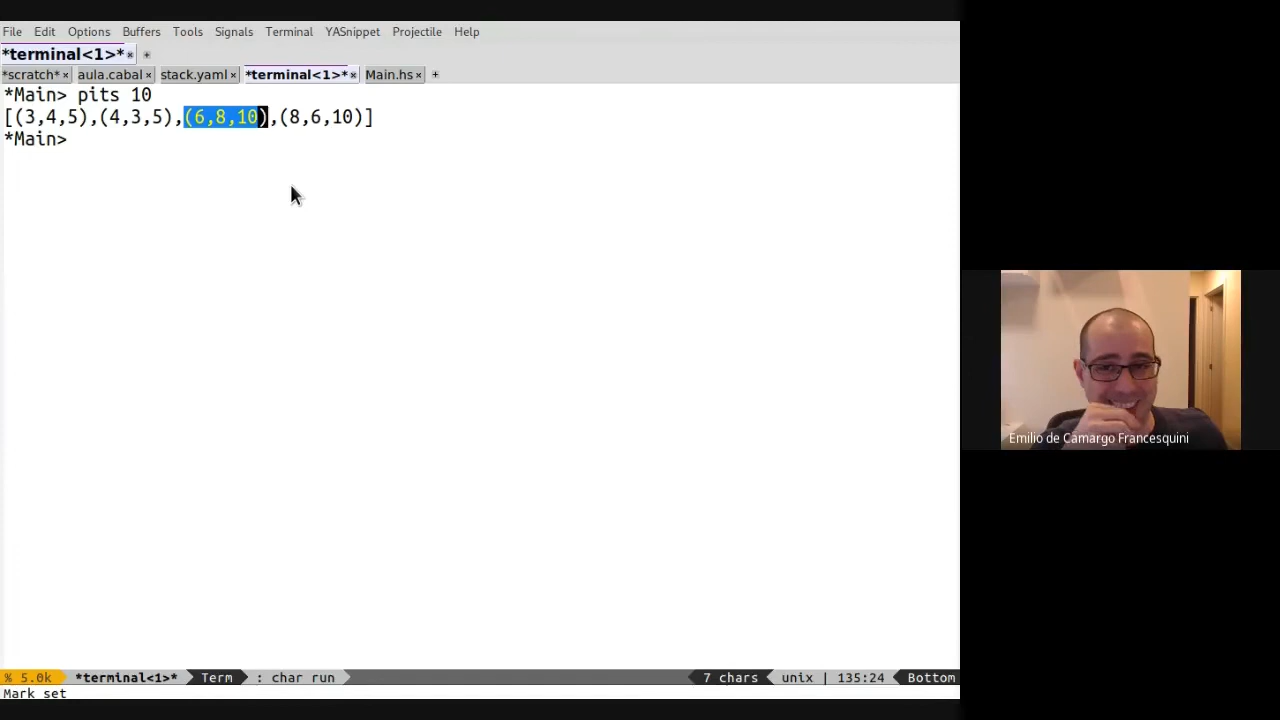 File Edit Options Buffers Tools Signals Terminal YASnippet Projectile Help
*terminal<1>*× +
*scratch*× aula.cabal× stack.yaml× *terminal<1>*× Main.hs× +
*Main> pits 10
[(3,4,5),(4,3,5),(6,8,10),(8,6,10)]
*Main>
Emilio de Camargo Francesquini
% 5.0k *terminal<1>* Term : char run 7 chars unix | 135:24 Bottom
Mark set